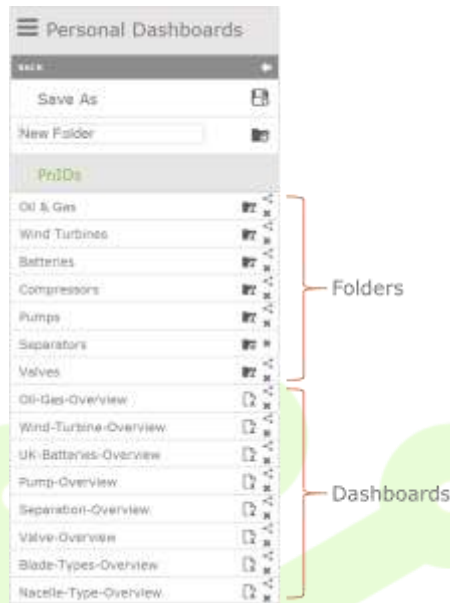 Personal Dashboards
BACK
Save As
New Folder
PnIDs
Oil & Gas
Wind Turbines
Batteries
Compressors
Pumps
Separators
Valves
Folders
Oil-Gas-Overview
Wind-Turbine-Overview
UK-Batteries-Overview
Pump-Overview
Separation-Overview
Valve-Overview
Blade-Types-Overview
Nacelle-Type-Overview
Dashboards